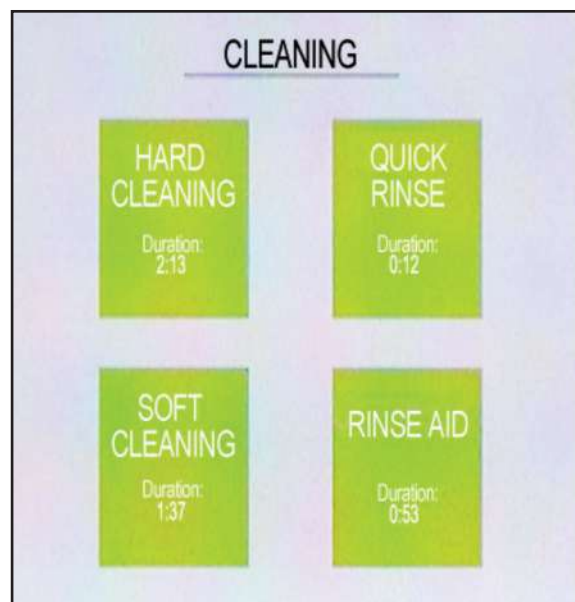 CLEANING
HARD
CLEANING
Duration:
2:13
QUICK
RINSE
Duration:
0:12
SOFT
CLEANING
Duration:
1:37
RINSE AID
Duration:
0:53